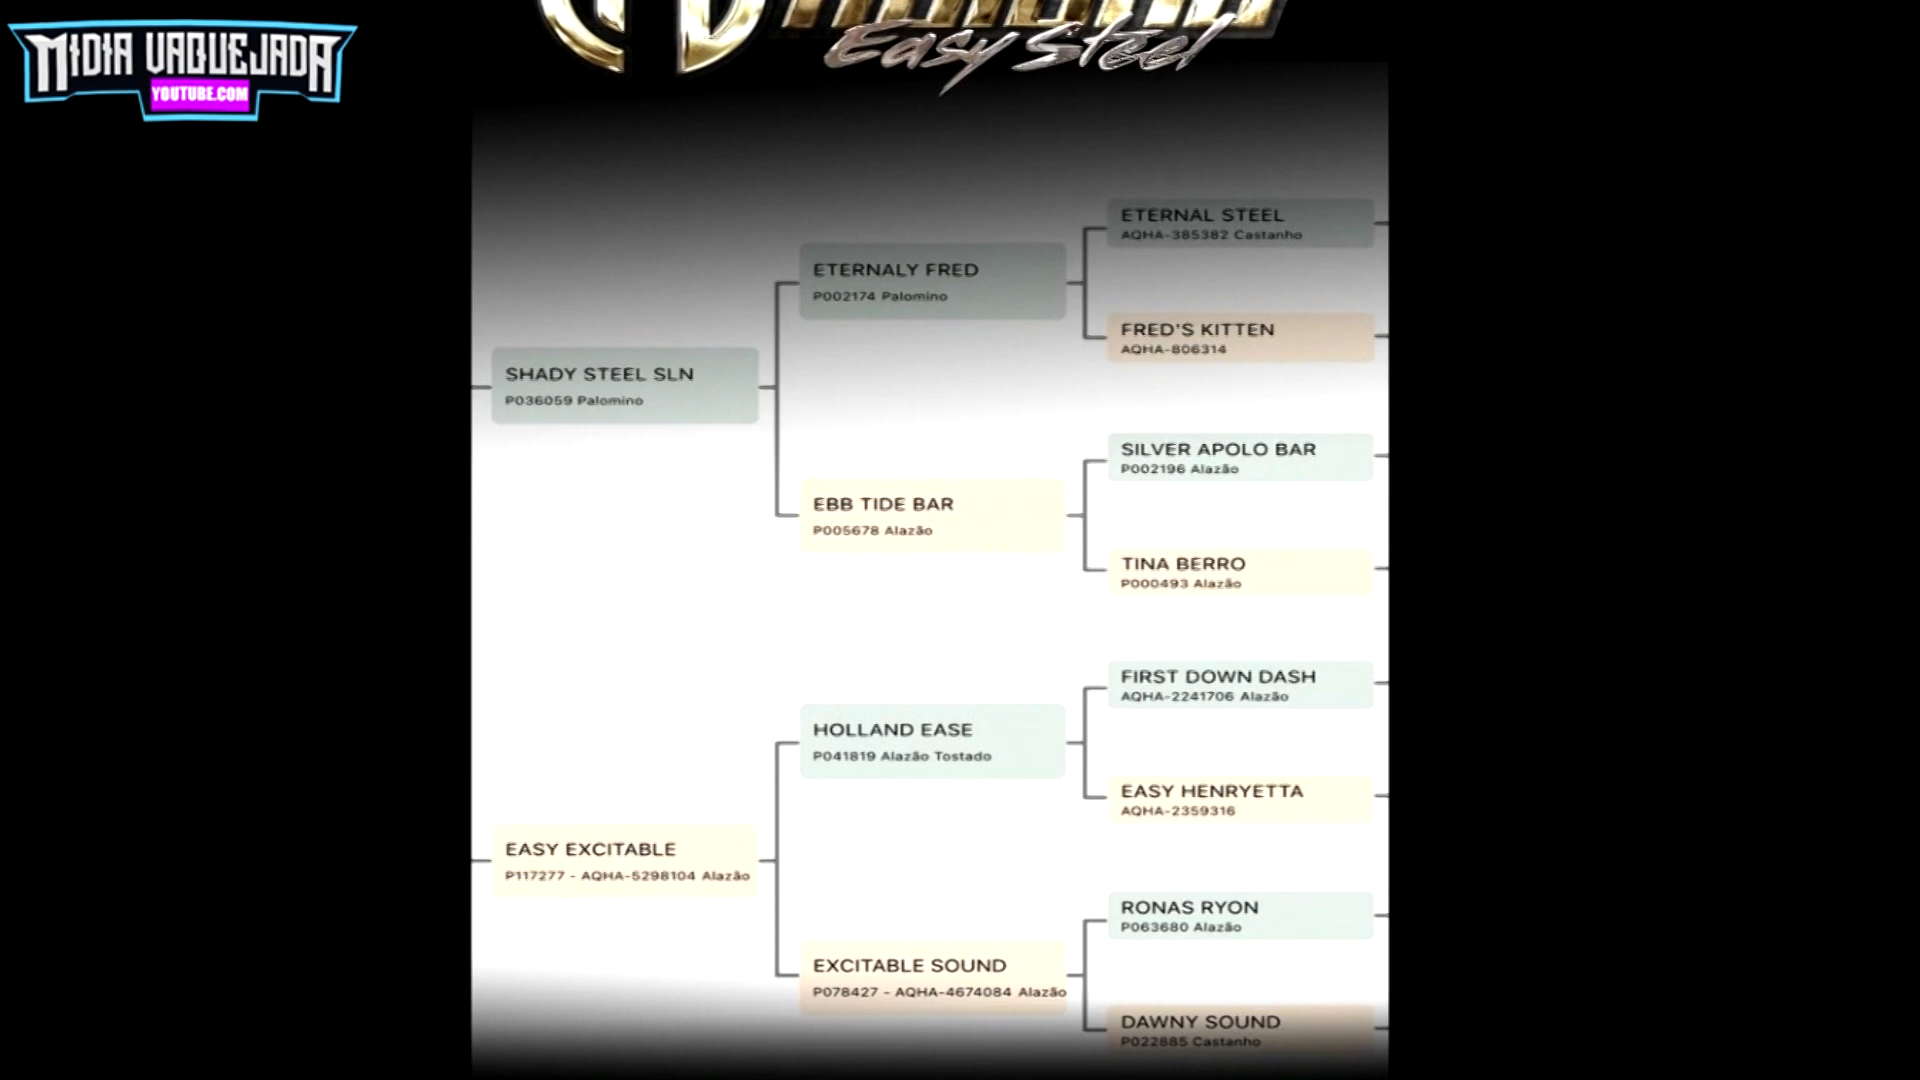 MIDIA VAQUEJADA
YOUTUBE.COM
Easy Steel
ETERNAL STEEL
AQHA-385382 Castanho
ETERNALY FRED
P002174 Palomino
FRED'S KITTEN
AQHA-806314
SHADY STEEL SLN
P036059 Palomino
SILVER APOLO BAR
P002196 Alazão
EBB TIDE BAR
P005678 Alazão
TINA BERRO
P000493 Alazão
FIRST DOWN DASH
AQHA-2241706 Alazão
HOLLAND EASE
P041819 Alazão Tostado
EASY HENRYETTA
AQHA-2359316
EASY EXCITABLE
P117277 - AQHA-5298104 Alazão
RONAS RYON
P063680 Alazão
EXCITABLE SOUND
P078427 - AQHA-4674084 Alazão
DAWNY SOUND
P022885 Castanho